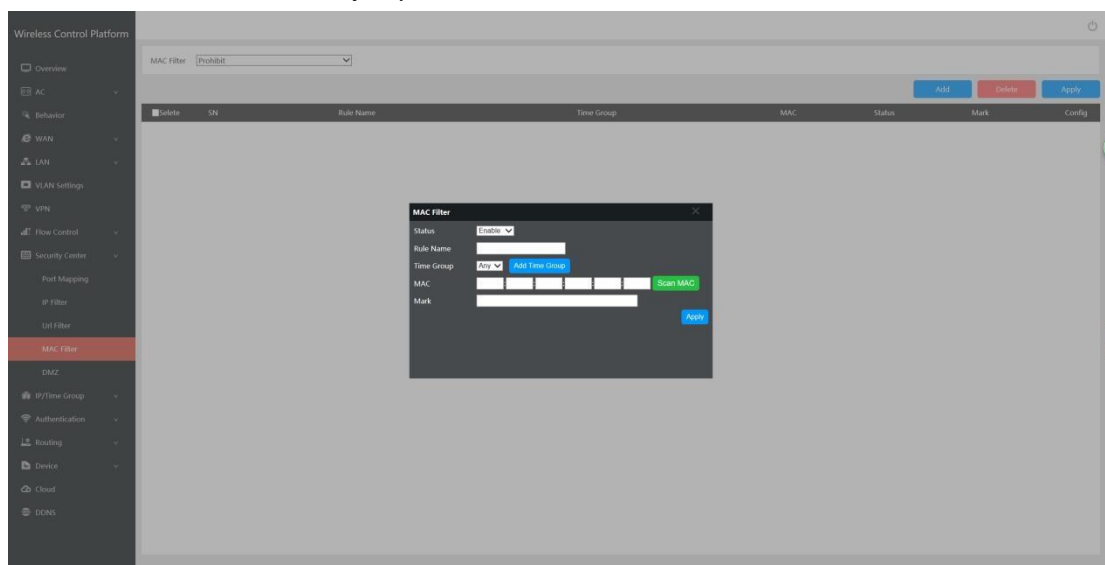 Wireless Control Platform
Overview
AC
Behavior
WAN
LAN
VLAN Settings
VPN
Flow Control
Security Center
Port Mapping
IP Filter
Url Filter
MAC Filter
DMZ
IP/Time Group
Authentication
Routing
Device
Cloud
DDNS
MAC Filter Prohibit
Add Delete Apply
Selete SN Rule Name Time Group MAC Status Mark Config
MAC Filter
Status Enable
Rule Name
Time Group Any Add Time Group
MAC : : : : : Scan MAC
Mark
Apply